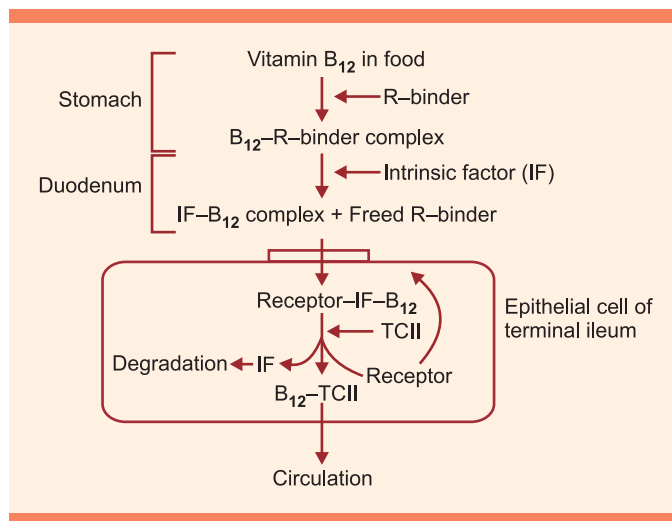 Vitamin B12 in food
Stomach
R–binder
B12–R–binder complex
Duodenum
Intrinsic factor (IF)
IF–B12 complex + Freed R–binder
Receptor–IF–B12
Epithelial cell of
terminal ileum
TCII
Degradation
IF
Receptor
B12–TCII
Circulation